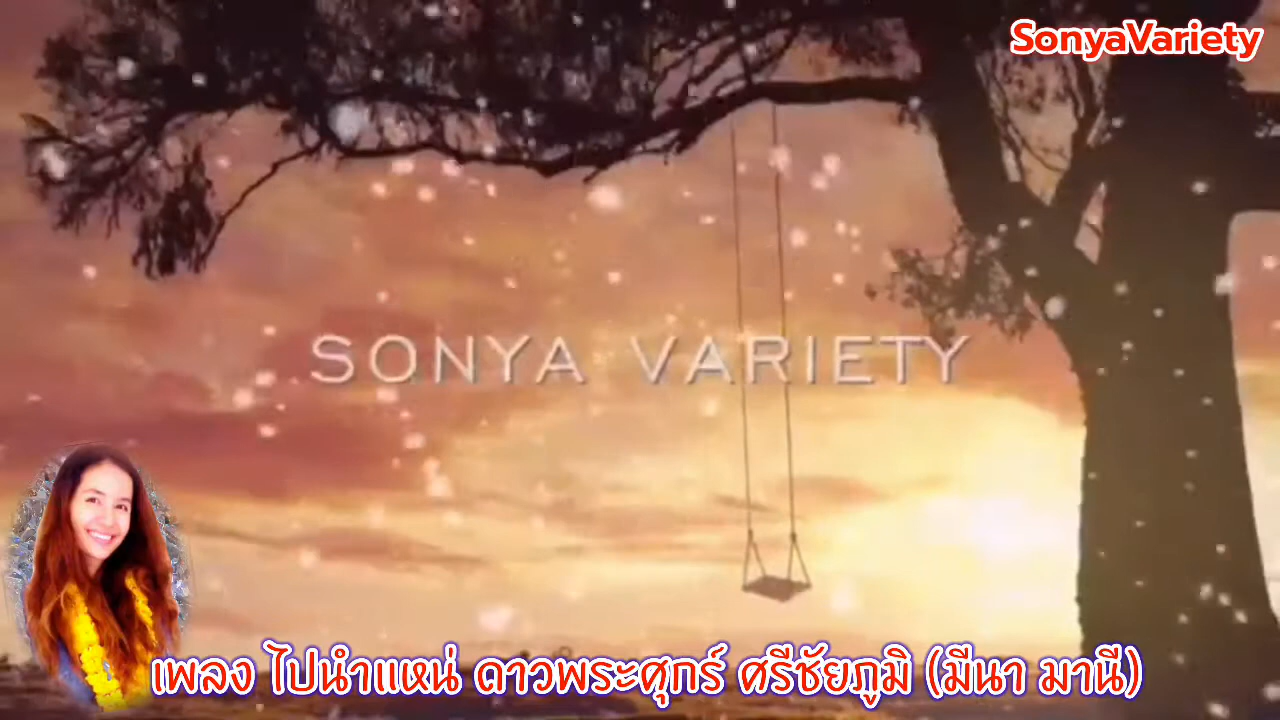 SonyaVariety
SONYA VARIETY
เพลง ไปนำแหน่ ดาวพระศุกร์ ศรีชัยภูมิ (มีนา มานี)